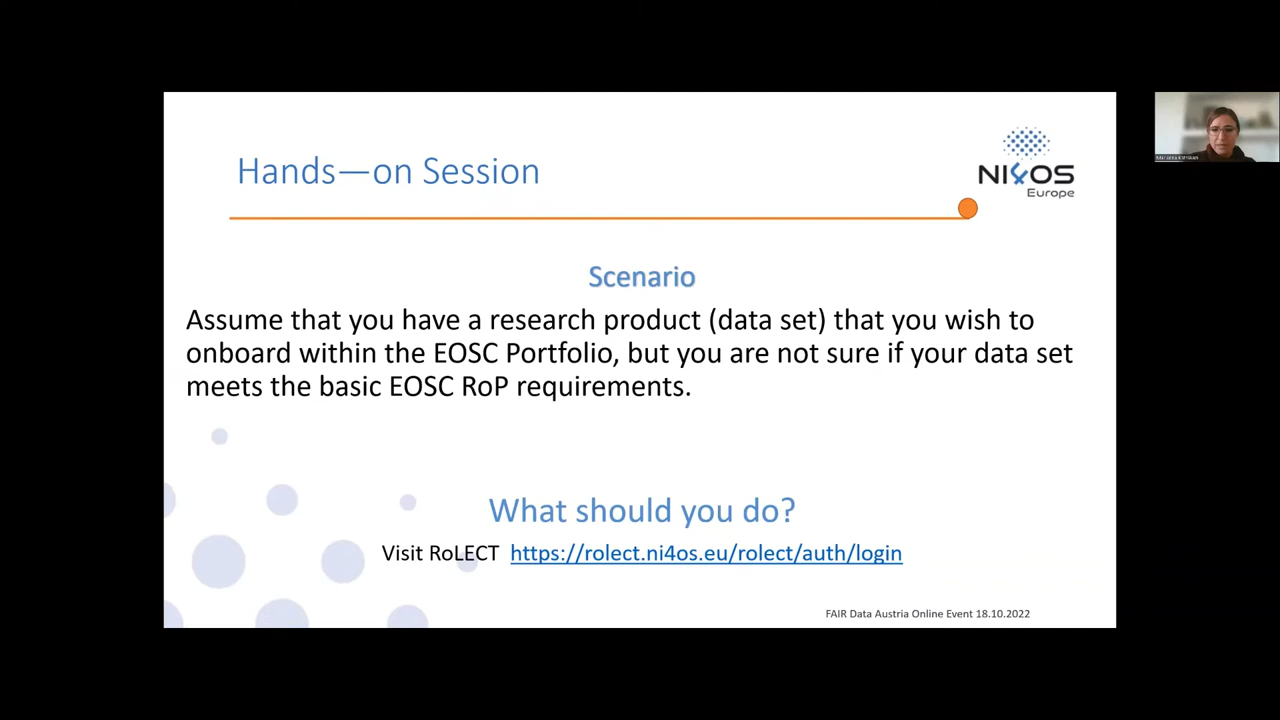 Hands—on Session
NI4OS
Europe
Scenario
Assume that you have a research product (data set) that you wish to
onboard within the EOSC Portfolio, but you are not sure if your data set
meets the basic EOSC RoP requirements.
What should you do?
Visit RoLECT https://rolect.ni4os.eu/rolect/auth/login
FAIR Data Austria Online Event 18.10.2022